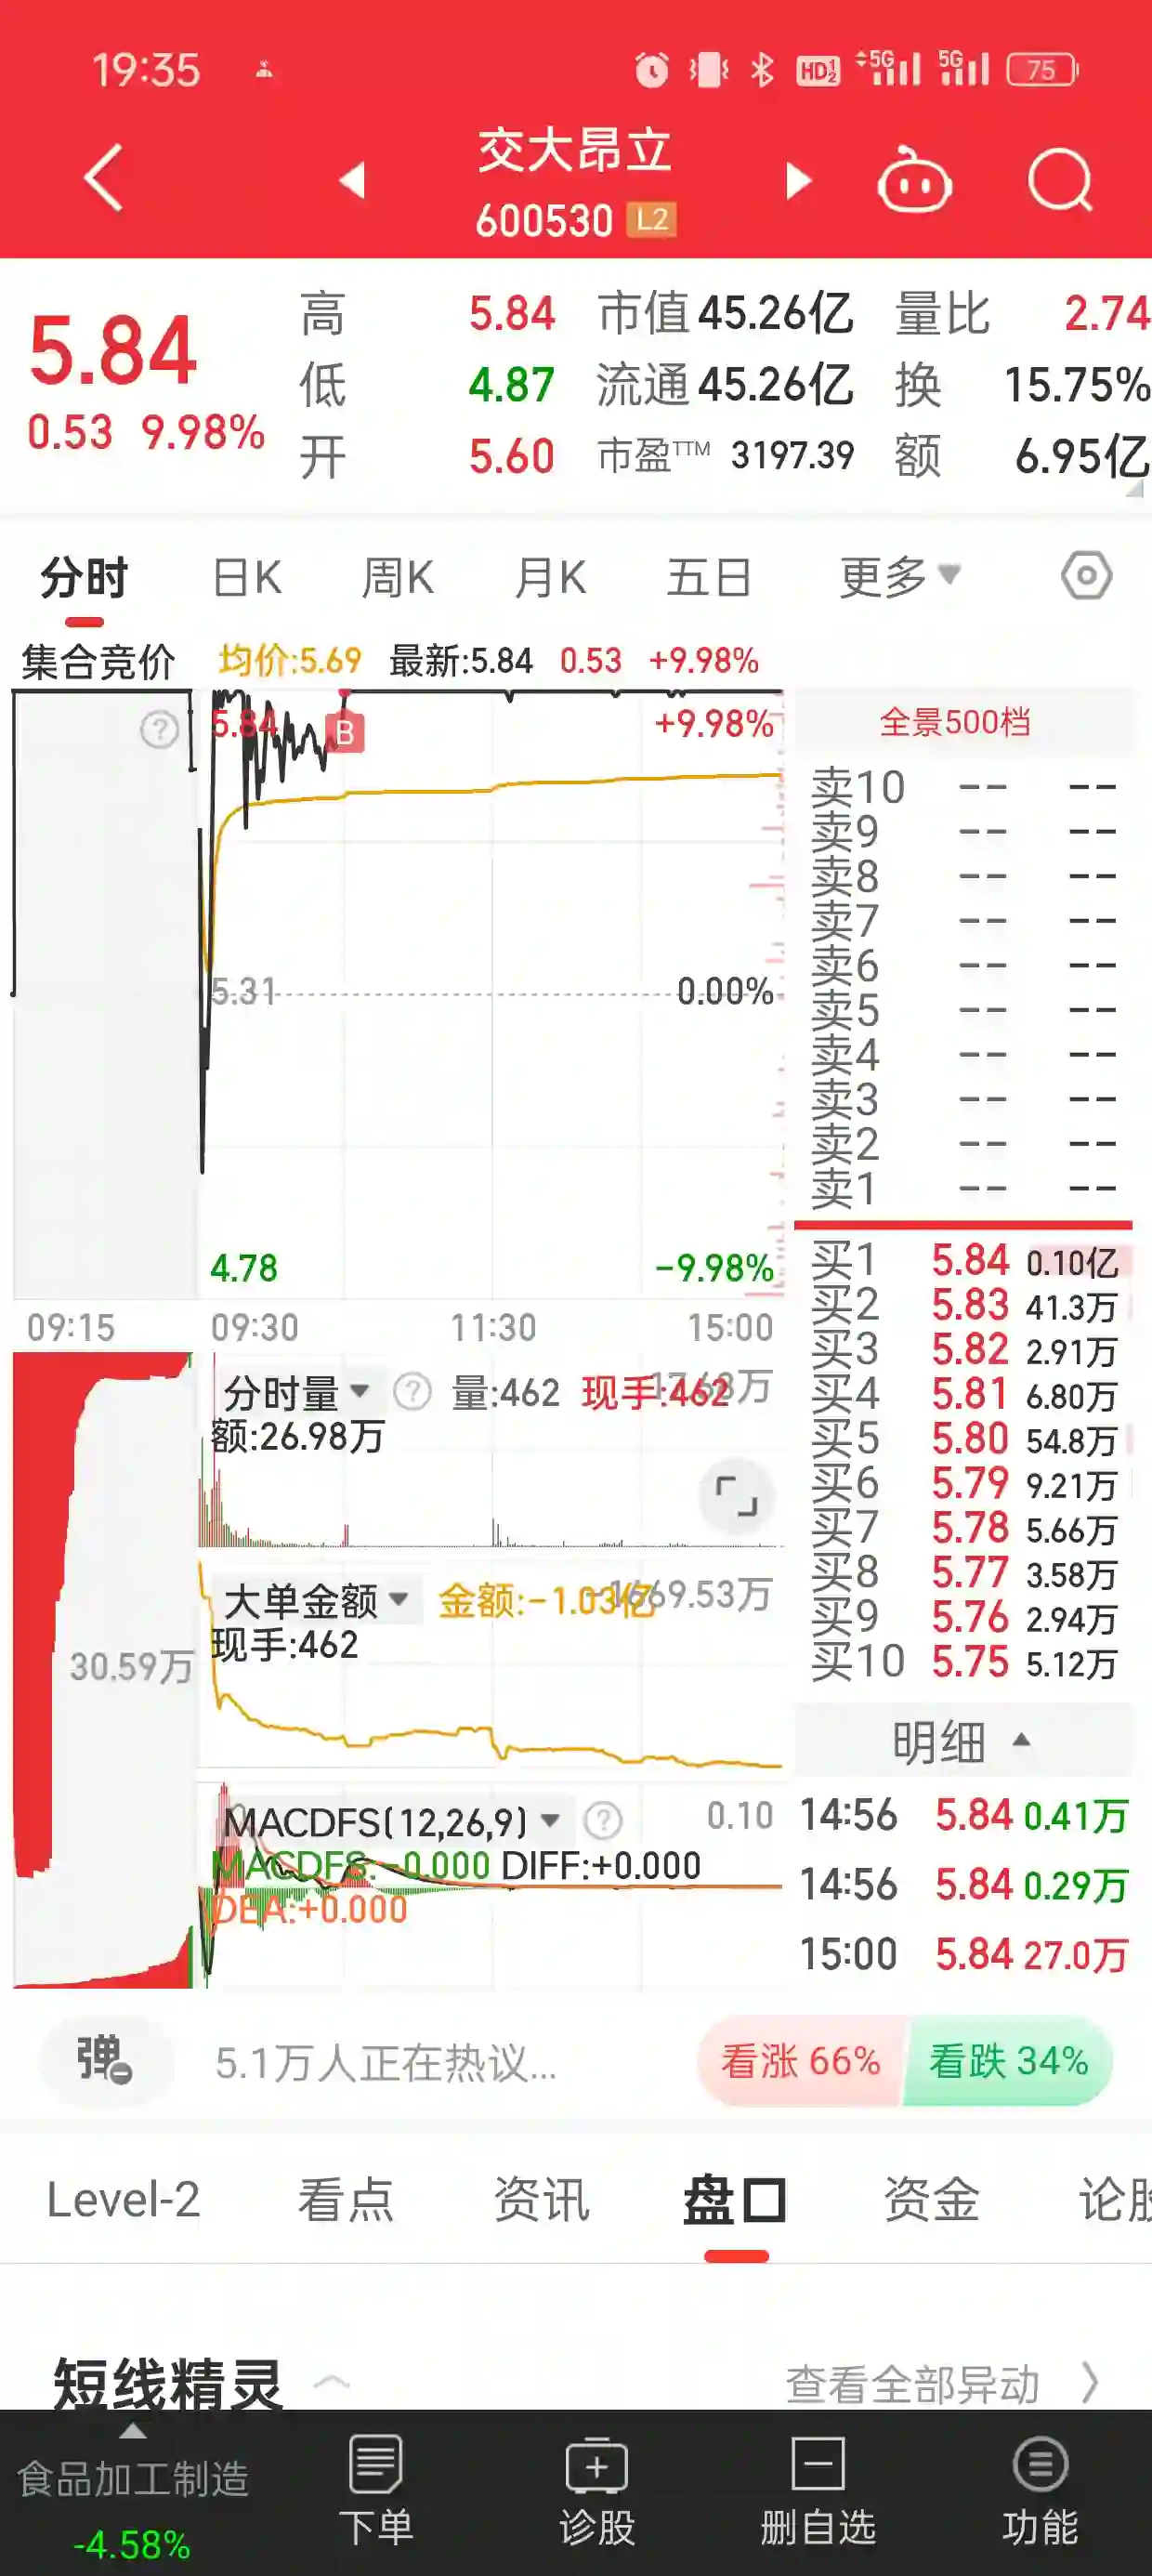 19:35 HD 5G 5G 75
交大昂立
600530 L2
5.84
0.53 9.98%
高 5.84 市值 45.26亿 量比 2.74
低 4.87 流通 45.26亿 换 15.75%
开 5.60 市盈TTM 3197.39 额 6.95亿
分时 日K 周K 月K 五日 更多
集合竞价 均价:5.69 最新:5.84 0.53 +9.98%
5.84 B +9.98%
5.31 0.00%
4.78 -9.98%
09:15 09:30 11:30 15:00
分时量 量:462 现手:462
额:26.98万
大单金额 金额:-1.03亿
现手:462
30.59万
MACDFS(12,26,9) 0.10
MACDFS:-0.000 DIFF:+0.000
DEA:+0.000
全景500档
卖10 -- --
卖9 -- --
卖8 -- --
卖7 -- --
卖6 -- --
卖5 -- --
卖4 -- --
卖3 -- --
卖2 -- --
卖1 -- --
买1 5.84 0.10亿
买2 5.83 41.3万
买3 5.82 2.91万
买4 5.81 6.80万
买5 5.80 54.8万
买6 5.79 9.21万
买7 5.78 5.66万
买8 5.77 3.58万
买9 5.76 2.94万
买10 5.75 5.12万
明细
14:56 5.84 0.41万
14:56 5.84 0.29万
15:00 5.84 27.0万
弹 5.1万人正在热议... 看涨 66% 看跌 34%
Level-2 看点 资讯 盘口 资金 论股
短线精灵 查看全部异动
食品加工制造
-4.58%
下单 诊股 删自选 功能